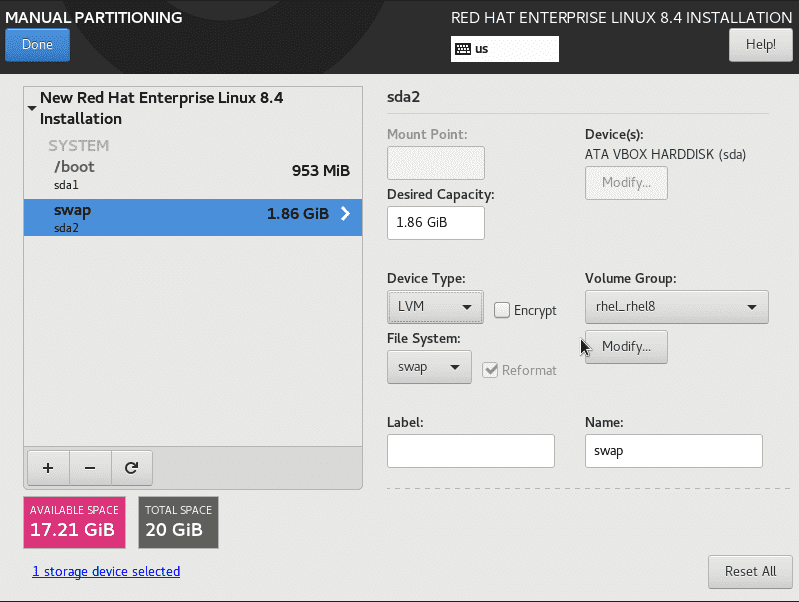 MANUAL PARTITIONING
RED HAT ENTERPRISE LINUX 8.4 INSTALLATION
Done
us
Help!
New Red Hat Enterprise Linux 8.4
Installation
SYSTEM
/boot
953 MiB
sda1
swap
1.86 GiB
sda2
AVAILABLE SPACE
17.21 GiB
TOTAL SPACE
20 GiB
1 storage device selected
sda2
Mount Point:
Device(s):
ATA VBOX HARDDISK (sda)
Modify...
Desired Capacity:
1.86 GiB
Device Type:
LVM
Encrypt
Volume Group:
rhel_rhel8
Modify...
File System:
swap
Reformat
Label:
Name:
swap
Reset All